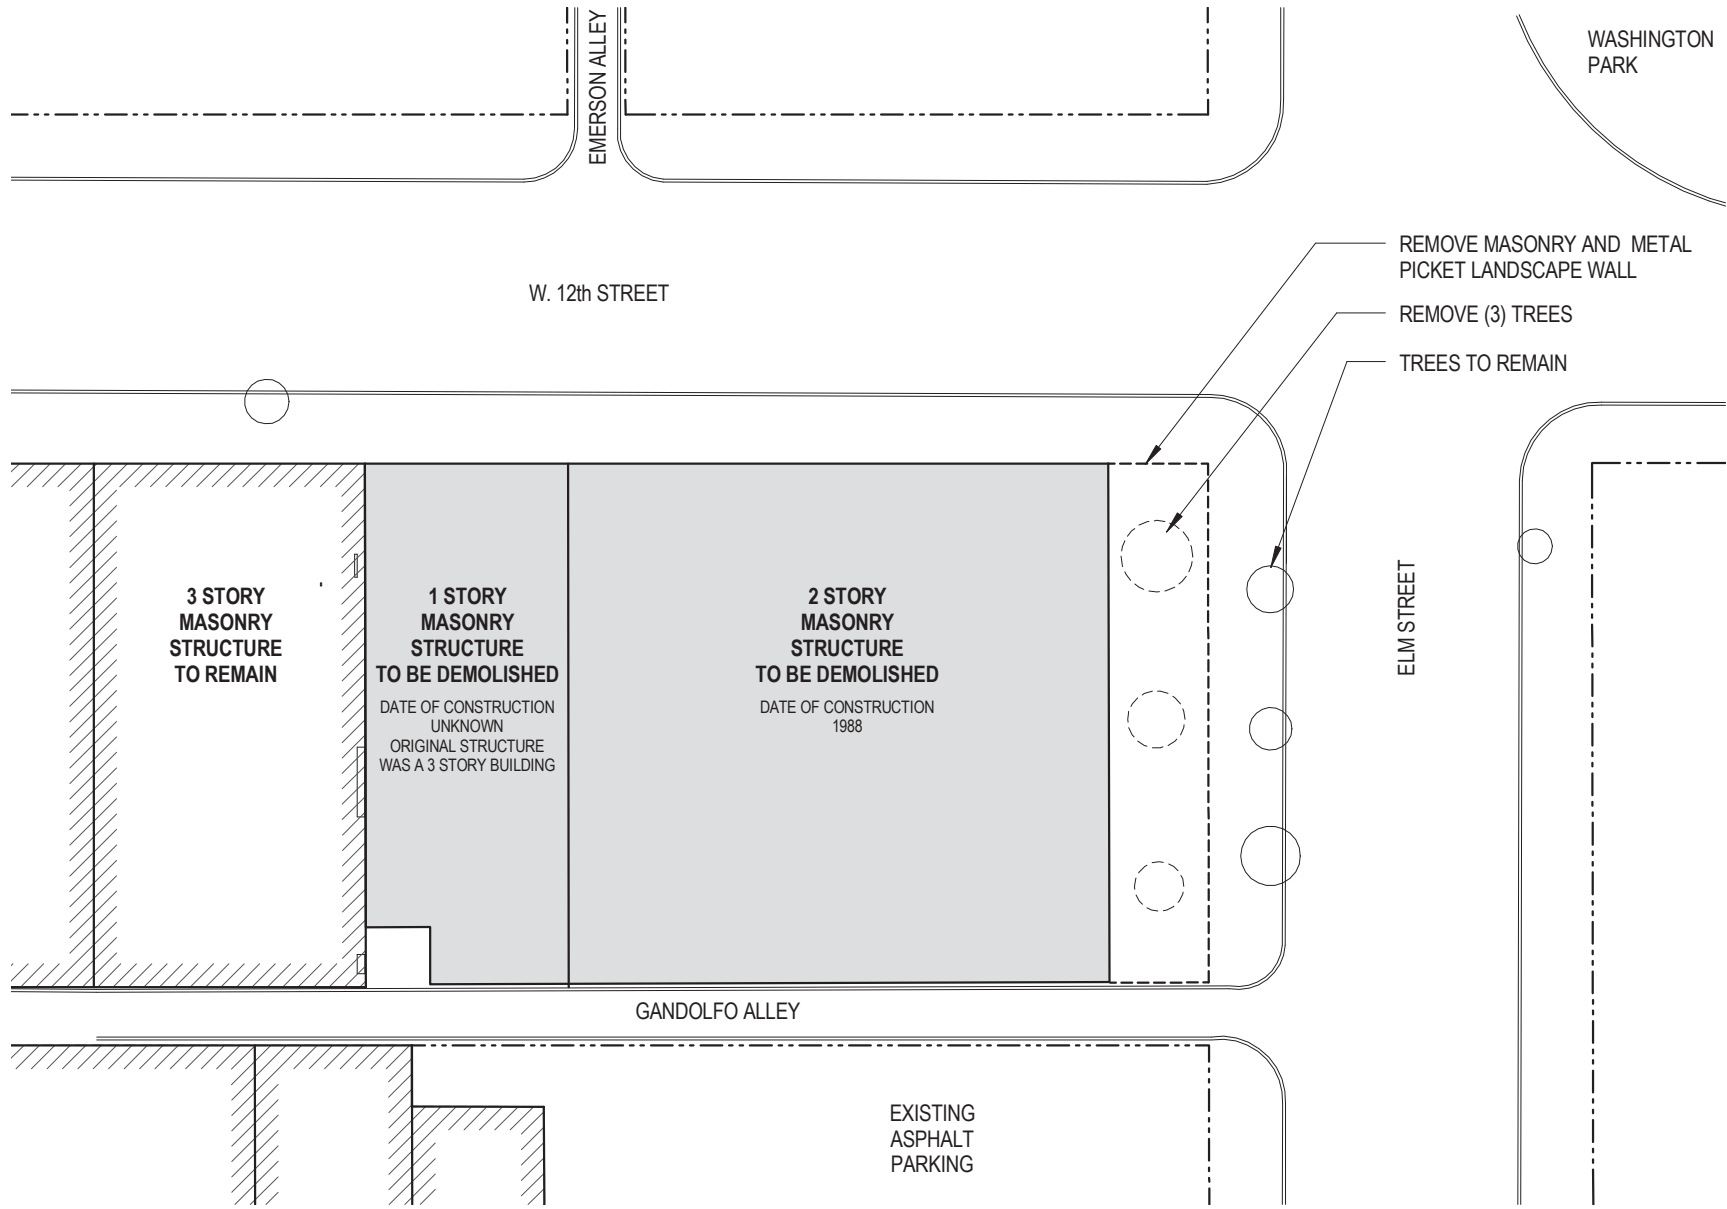 EMERSON ALLEY
WASHINGTON
PARK
REMOVE MASONRY AND METAL
PICKET LANDSCAPE WALL
W. 12th STREET
REMOVE (3) TREES
TREES TO REMAIN
3 STORY
MASONRY
STRUCTURE
TO REMAIN
1 STORY
MASONRY
STRUCTURE
TO BE DEMOLISHED
DATE OF CONSTRUCTION
UNKNOWN
ORIGINAL STRUCTURE
WAS A 3 STORY BUILDING
2 STORY
MASONRY
STRUCTURE
TO BE DEMOLISHED
DATE OF CONSTRUCTION
1988
ELM STREET
GANDOLFO ALLEY
EXISTING
ASPHALT
PARKING